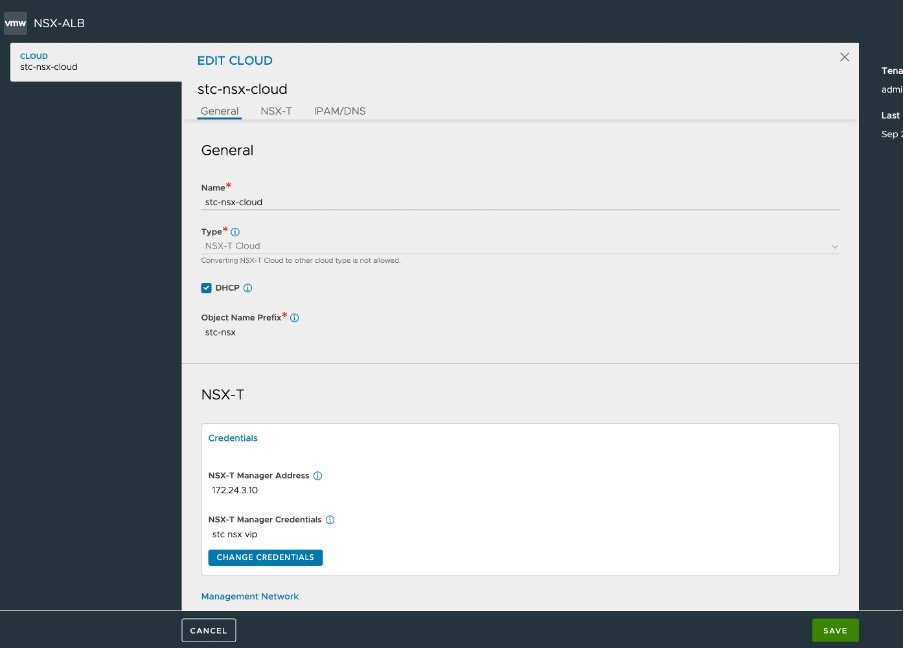 vmw NSX-ALB
CLOUD
stc-nsx-cloud
EDIT CLOUD
stc-nsx-cloud
General NSX-T IPAM/DNS
General
Name*
stc-nsx-cloud
Type*
NSX-T Cloud
Converting NSX-T Cloud to other cloud type is not allowed.
DHCP
Object Name Prefix*
stc-nsx
NSX-T
Credentials
NSX-T Manager Address
172.24.3.10
NSX-T Manager Credentials
stc nsx vip
CHANGE CREDENTIALS
Management Network
CANCEL
SAVE
Tena
admi
Last
Sep 2